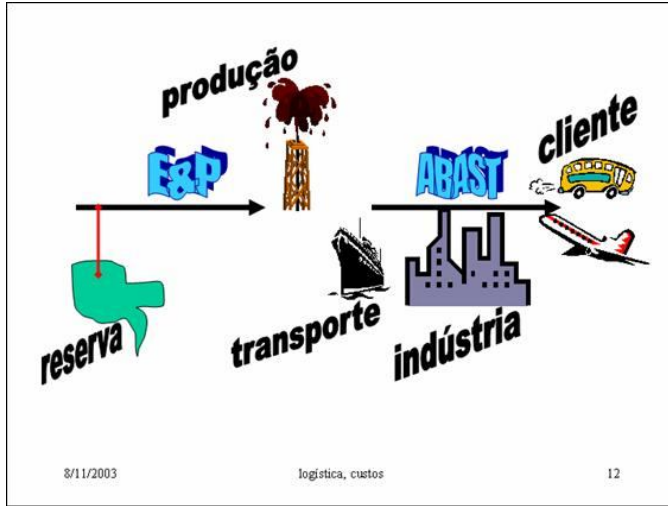 produção
E&P
ABAST
cliente
reserva
transporte
indústria
8/11/2003
logística, custos
12